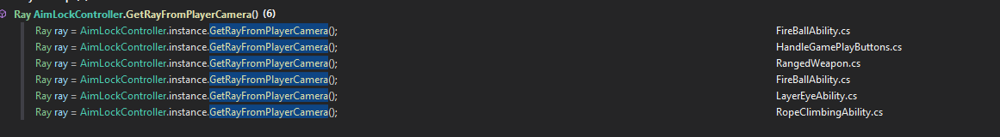 Ray AimLockController.GetRayFromPlayerCamera() (6)
Ray ray = AimLockController.instance.GetRayFromPlayerCamera(); FireBallAbility.cs
Ray ray = AimLockController.instance.GetRayFromPlayerCamera(); HandleGamePlayButtons.cs
Ray ray = AimLockController.instance.GetRayFromPlayerCamera(); RangedWeapon.cs
Ray ray = AimLockController.instance.GetRayFromPlayerCamera(); FireBallAbility.cs
Ray ray = AimLockController.instance.GetRayFromPlayerCamera(); LayerEyeAbility.cs
Ray ray = AimLockController.instance.GetRayFromPlayerCamera(); RopeClimbingAbility.cs